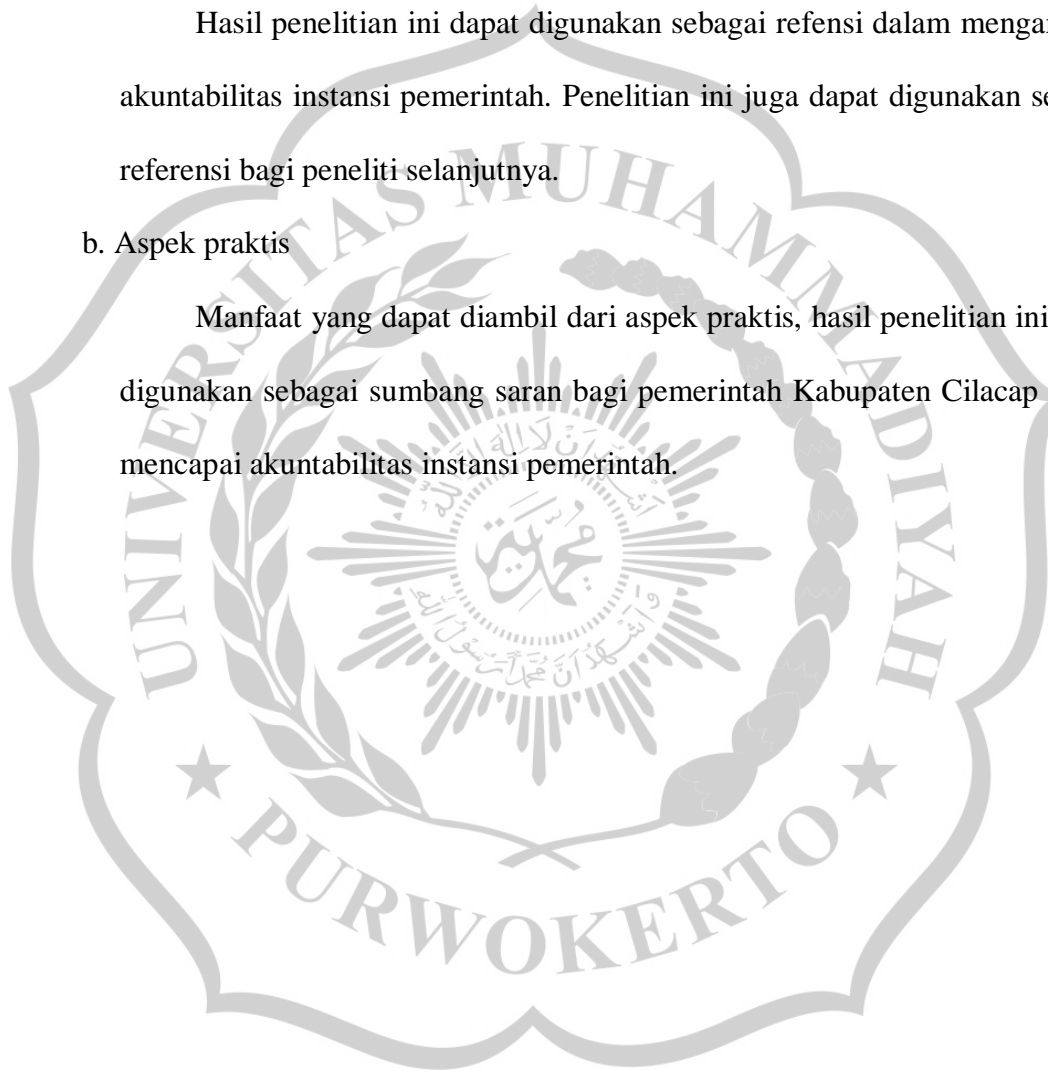 Hasil penelitian ini dapat digunakan sebagai refensi dalam
akuntabilitas instansi pemerintah. Penelitian ini juga dapat digunakan
referensi bagi peneliti selanjutnya.
b. Aspek praktis
Manfaat yang dapat diambil dari aspek praktis, hasil penelitian ini
digunakan sebagai sumbang saran bagi pemerintah Kabupaten Cilacap
mencapai akuntabilitas instansi pemerintah.
UNIVERSITAS MUHAMMADIYAH
PURWOKERTO